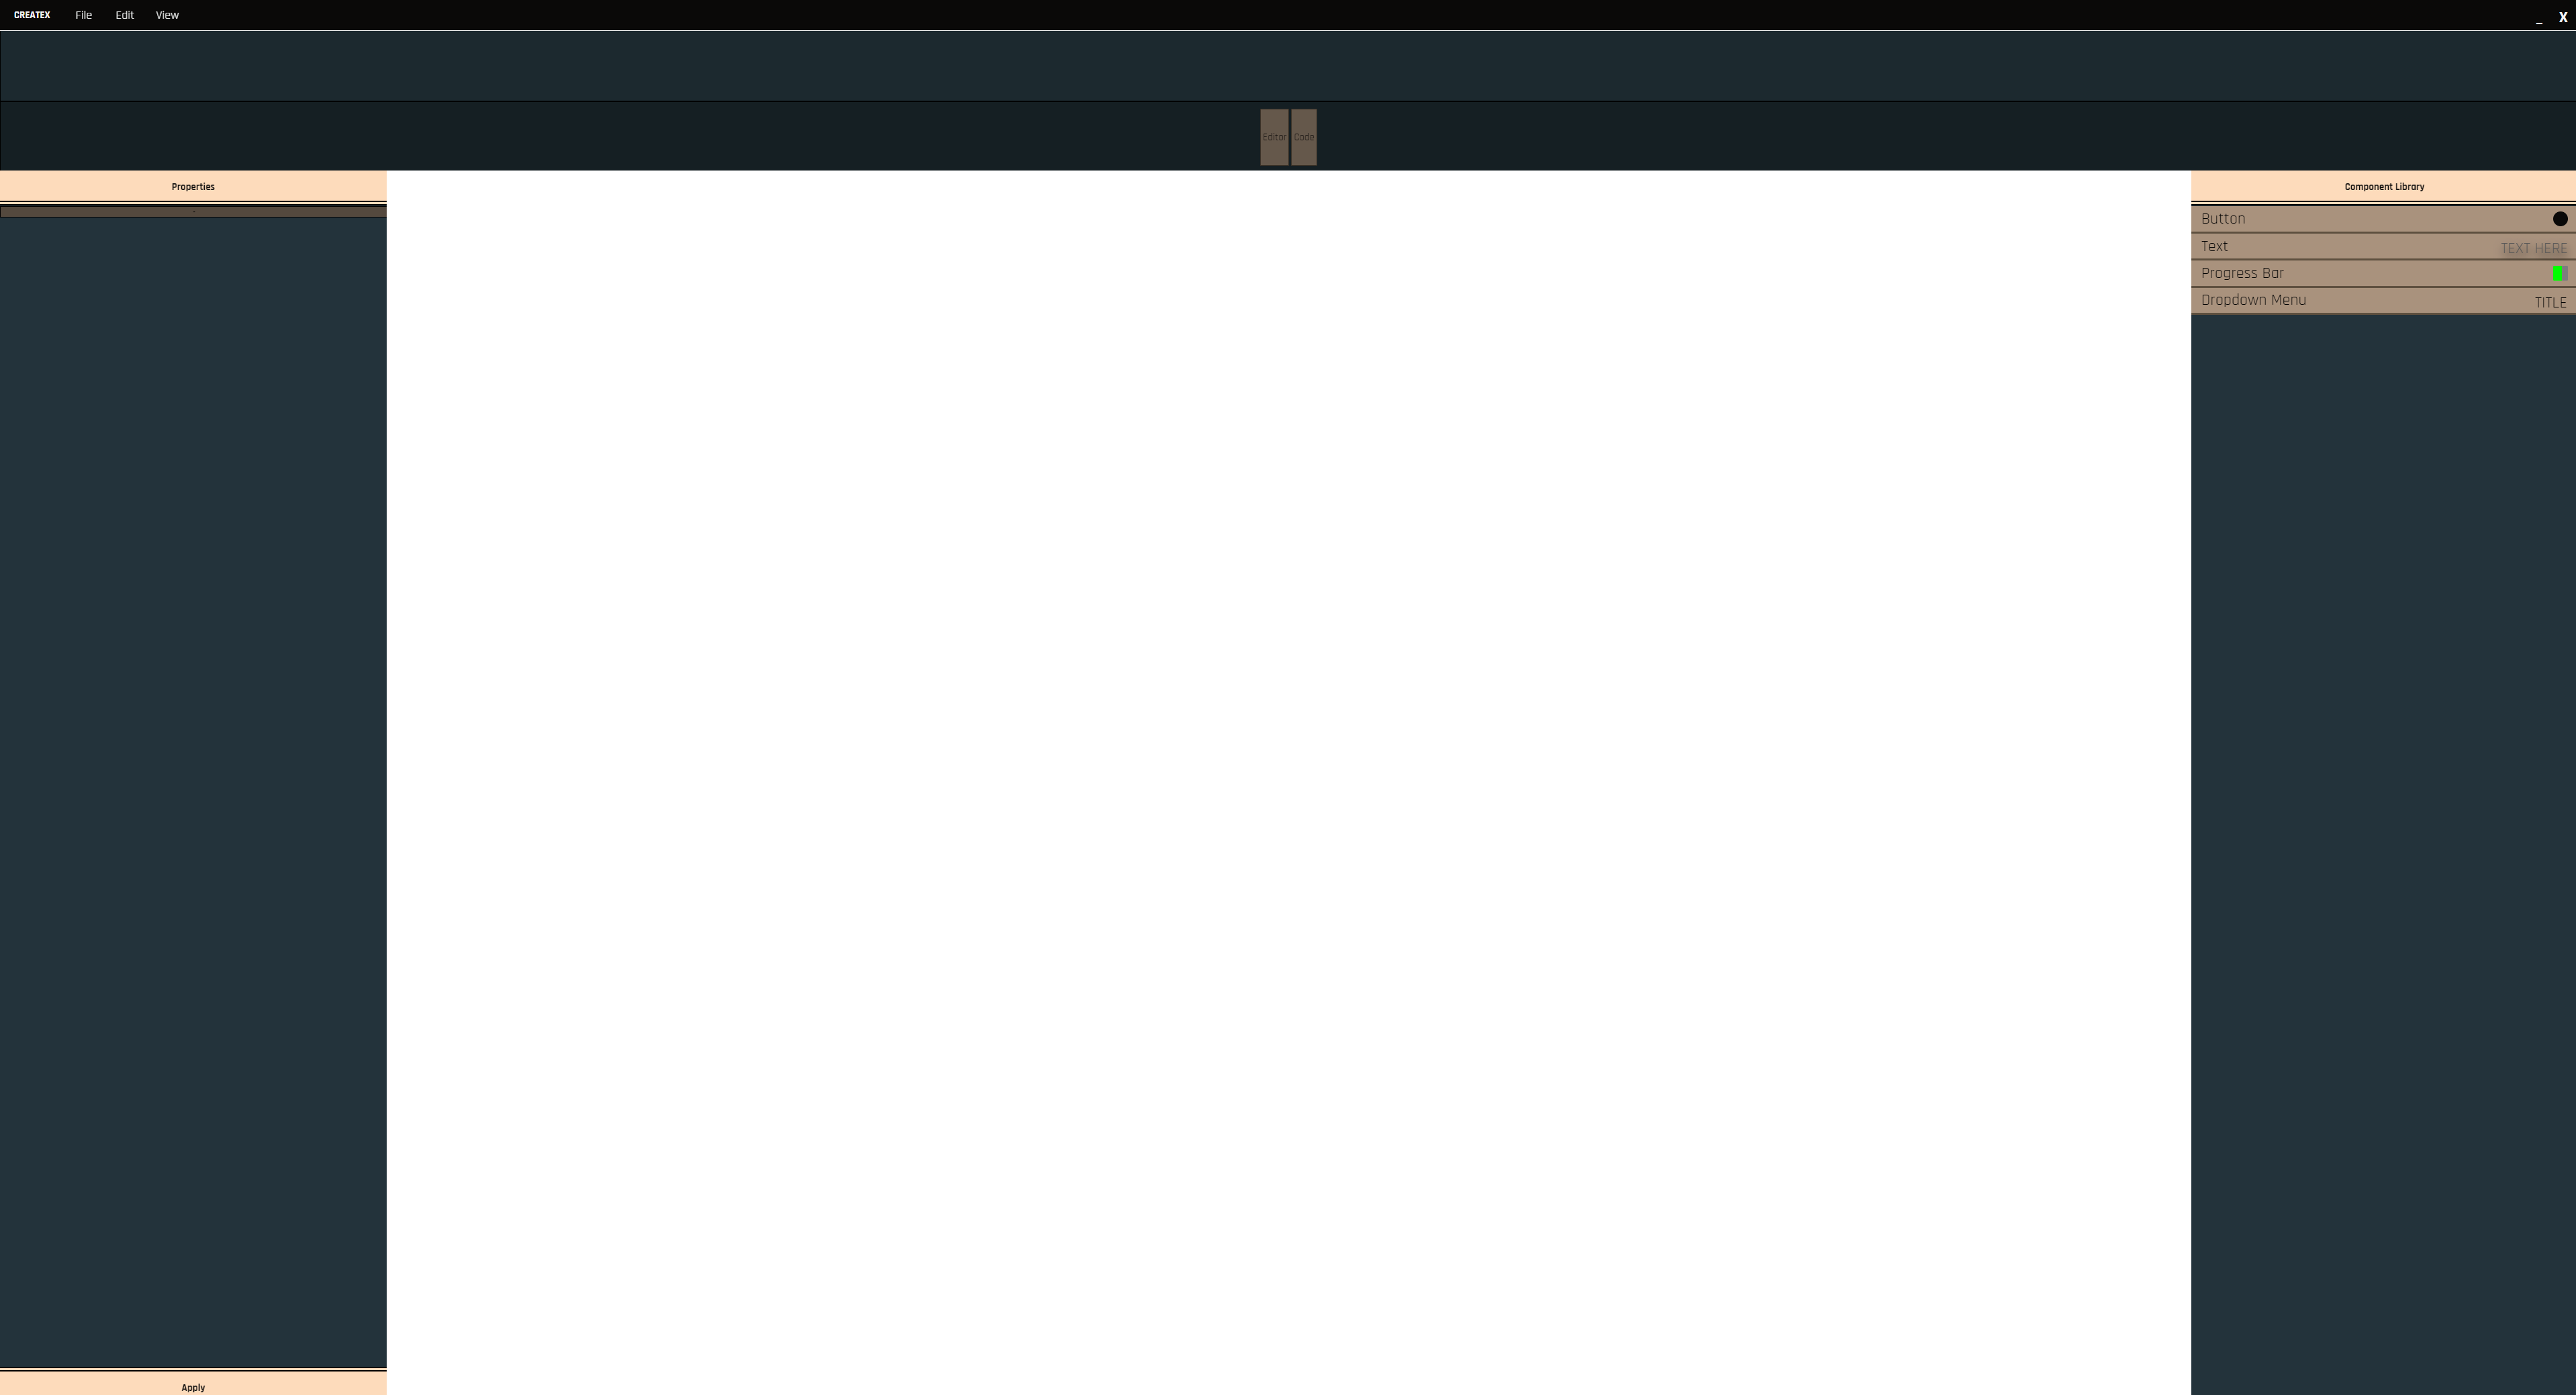 CREATEX File Edit View _ X
Editor Code
Properties
Component Library
Button
Text TEXT HERE
Progress Bar
Dropdown Menu TITLE
Apply